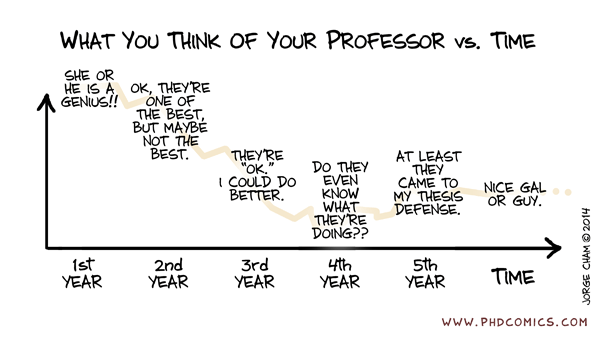 WHAT YOU THINK OF YOUR PROFESSOR VS. TIME
SHE OR
HE IS A
GENIUS!!
OK, THEY'RE
ONE OF
THE BEST,
BUT MAYBE
NOT THE
BEST.
THEY'RE
"OK."
I COULD DO
BETTER.
DO THEY
EVEN
KNOW
WHAT
THEY'RE
DOING??
AT LEAST
THEY
CAME TO
MY THESIS
DEFENSE.
NICE GAL
OR GUY.
1st
YEAR
2nd
YEAR
3rd
YEAR
4th
YEAR
5th
YEAR
TIME
JORGE CHAM © 2014
WWW.PHDCOMICS.COM